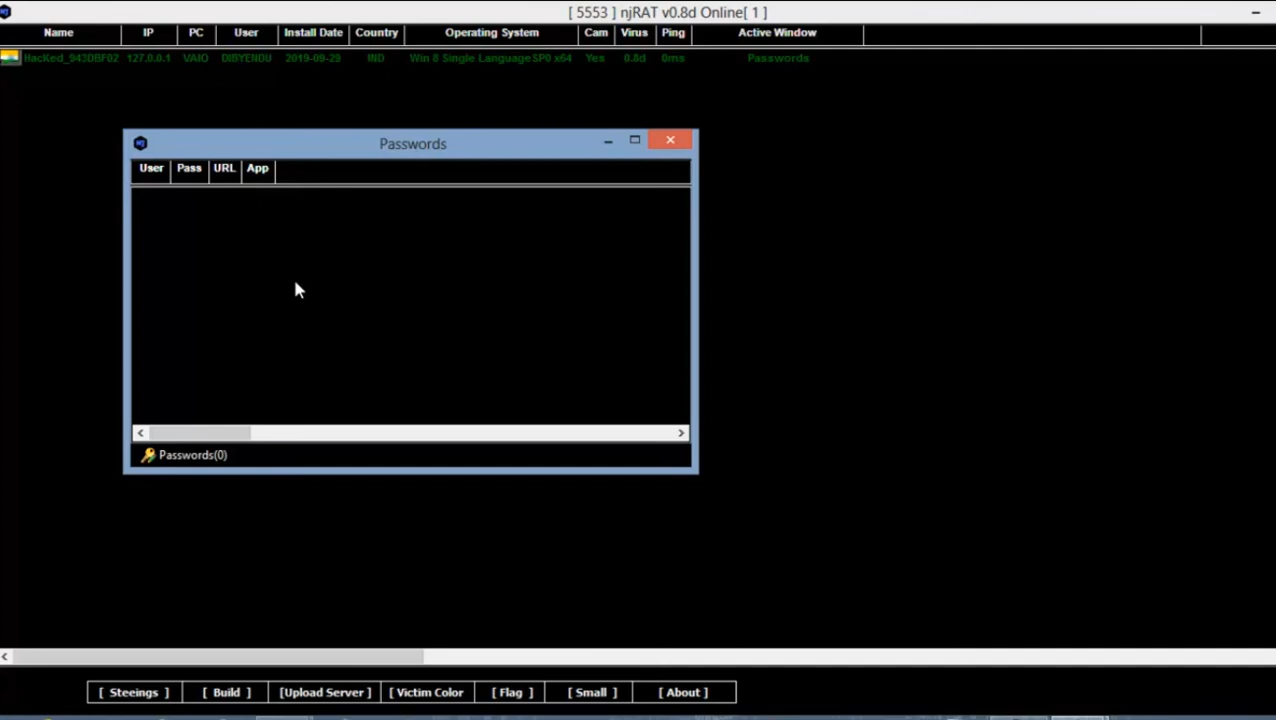 [ 5553 ] njRAT v0.8d Online[ 1 ]
Name IP PC User Install Date Country Operating System Cam Virus Ping Active Window
HacKed_943DBF02 127.0.0.1 VAIO DIBYENDU 2019-09-29 IND Win 8 Single Language SP0 x64 Yes 0.8d 0ms Passwords
Passwords
User Pass URL App
Passwords(0)
[ Steeings ] [ Build ] [Upload Server ] [ Victim Color [ Flag ] [ Small ] [ About ]